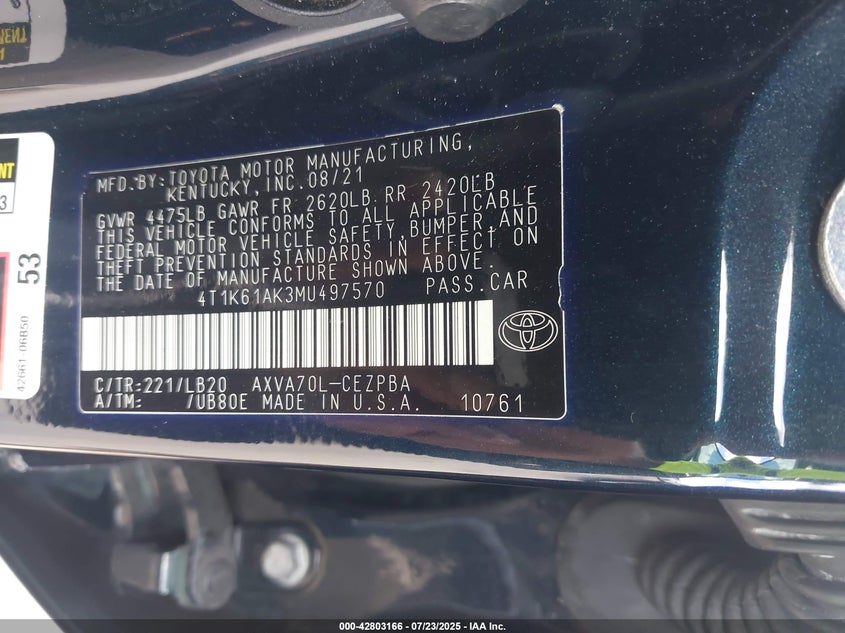 MFD.BY:TOYOTA MOTOR MANUFACTURING,
KENTUCKY,INC.08/21
GVWR 4475LB GAWR FR 2620LB RR 2420LB
THIS VEHICLE CONFORMS TO ALL APPLICABLE
FEDERAL MOTOR VEHICLE SAFETY,BUMPER,AND
THEFT PREVENTION STANDARDS IN EFFECT ON
THE DATE OF MANUFACTURE SHOWN ABOVE.
4T1K61AK3MU497570 PASS.CAR
C/TR:221/LB20 AXVA70L-CEZPBA
A/TM: /UB80E MADE IN U.S.A. 10761
53
42661-06B50
000-42803166 - 07/23/2025 - IAA Inc.